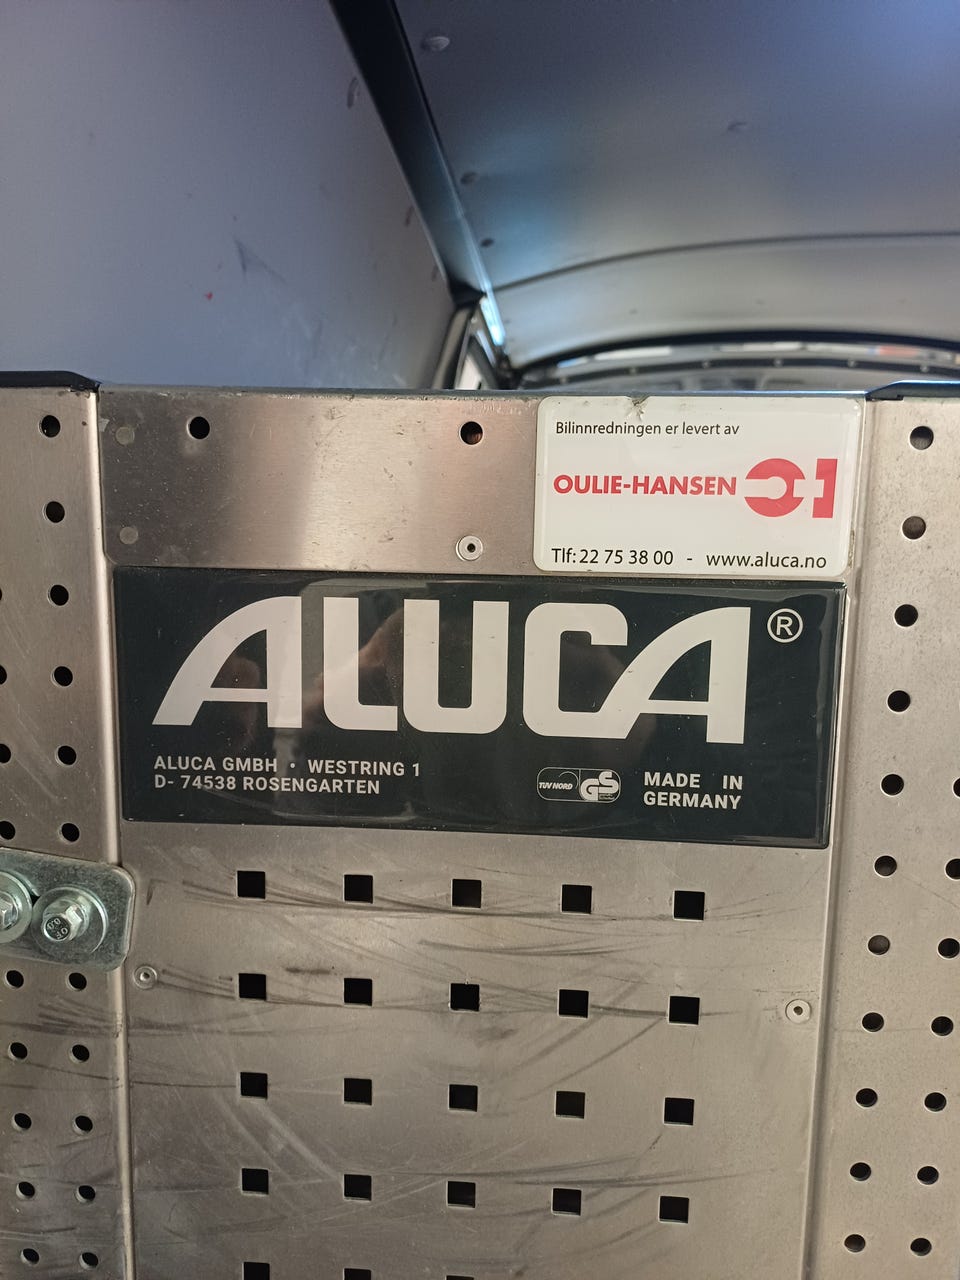 Bilinnredningen er levert av
OULIE-HANSEN
Tlf: 22 75 38 00 - www.aluca.no
ALUCA®
ALUCA GMBH • WESTRING 1
D- 74538 ROSENGARTEN
TÜV NORD
GS
MADE IN
GERMANY